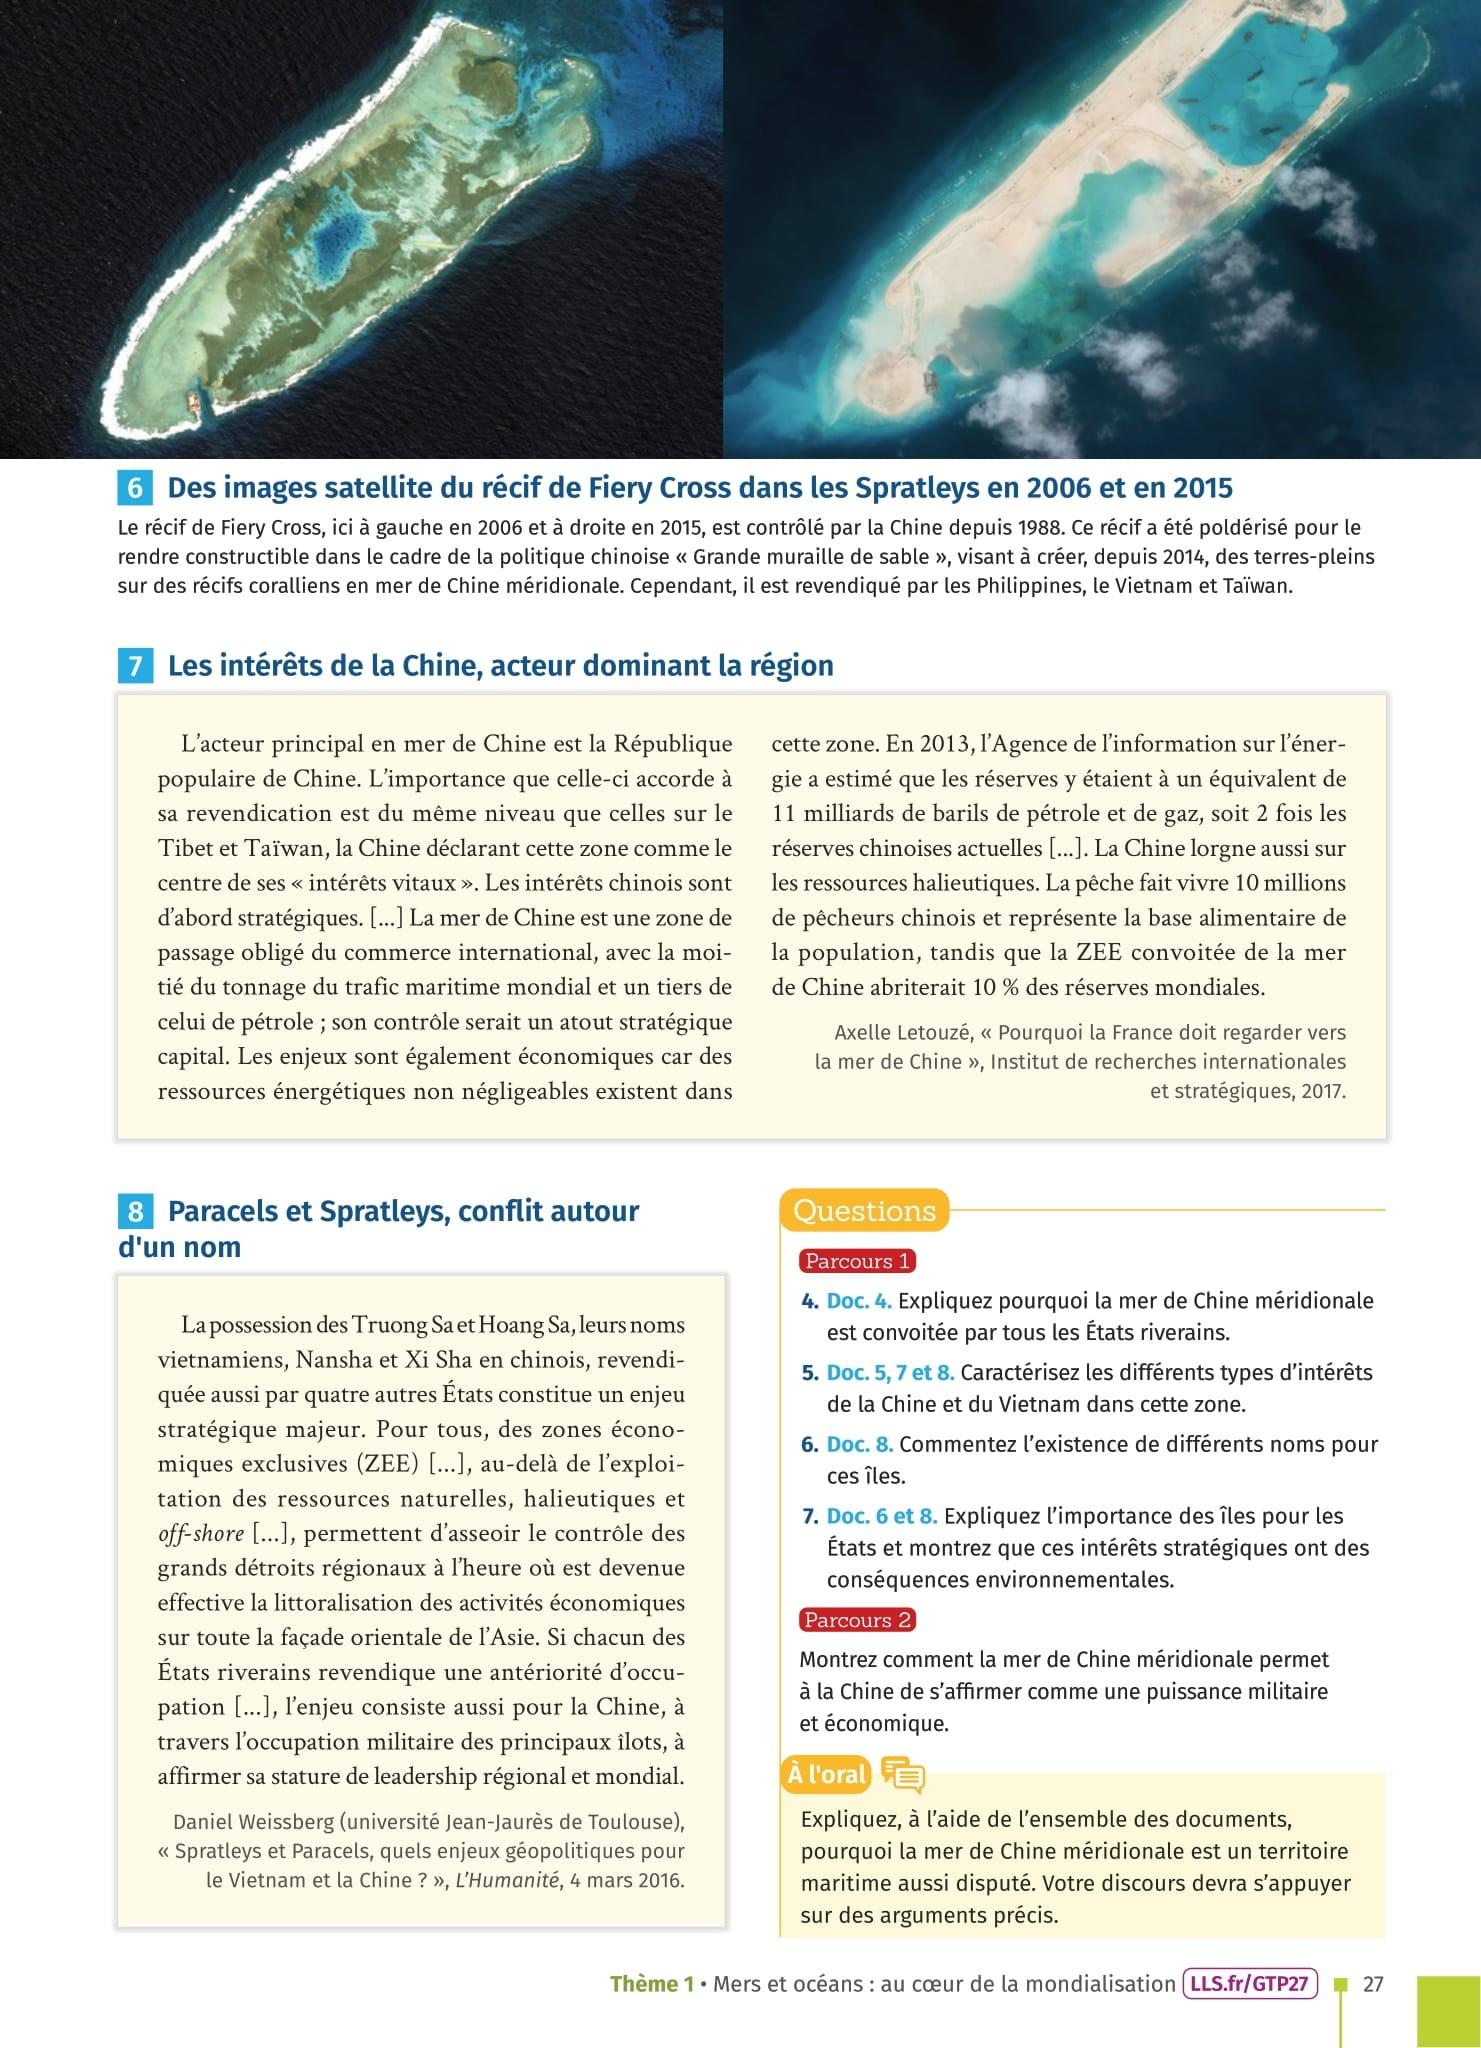 6 Des images satellite du récif de Fiery Cross dans les Spratleys en 2006 et en 2015
Le récif de Fiery Cross, ici à gauche en 2006 et à droite en 2015, est contrôlé par la Chine depuis 1988. Ce récif a été poldérisé pour le
rendre constructible dans le cadre de la politique chinoise « Grande muraille de sable », visant à créer, depuis 2014, des terres-pleins
sur des récifs coralliens en mer de Chine méridionale. Cependant, il est revendiqué par les Philippines, le Vietnam et Taïwan.
7 Les intérêts de la Chine, acteur dominant la région
L'acteur principal en mer de Chine est la République
populaire de Chine. L'importance que celle-ci accorde à
sa revendication est du même niveau que celles sur le
Tibet et Taïwan, la Chine déclarant cette zone comme le
centre de ses « intérêts vitaux ». Les intérêts chinois sont
d'abord stratégiques. [...] La mer de Chine est une zone de
passage obligé du commerce international, avec la moi-
tié du tonnage du trafic maritime mondial et un tiers de
celui de pétrole ; son contrôle serait un atout stratégique
capital. Les enjeux sont également économiques car des
ressources énergétiques non négligeables existent dans
cette zone. En 2013, l'Agence de l'information sur l'éner-
gie a estimé que les réserves y étaient à un équivalent de
11 milliards de barils de pétrole et de gaz, soit 2 fois les
réserves chinoises actuelles [...]. La Chine lorgne aussi sur
les ressources halieutiques. La pêche fait vivre 10 millions
de pêcheurs chinois et représente la base alimentaire de
la population, tandis que la ZEE convoitée de la mer
de Chine abriterait 10 % des réserves mondiales.
Axelle Letouzé, « Pourquoi la France doit regarder vers
la mer de Chine », Institut de recherches internationales
et stratégiques, 2017.
8 Paracels et Spratleys, conflit autour
d'un nom
La possession des Truong Sa et Hoang Sa, leurs noms
vietnamiens, Nansha et Xi Sha en chinois, revendi-
quée aussi par quatre autres États constitue un enjeu
stratégique majeur. Pour tous, des zones écono-
miques exclusives (ZEE) [...], au-delà de l'exploi-
tation des ressources naturelles, halieutiques et
off-shore [...], permettent d'asseoir le contrôle des
grands détroits régionaux à l'heure où est devenue
effective la littoralisation des activités économiques
sur toute la façade orientale de l'Asie. Si chacun des
États riverains revendique une antériorité d'occu-
pation [...], l'enjeu consiste aussi pour la Chine, à
travers l'occupation militaire des principaux îlots, à
affirmer sa stature de leadership régional et mondial.
Daniel Weissberg (université Jean-Jaurès de Toulouse),
« Spratleys et Paracels, quels enjeux géopolitiques pour
le Vietnam et la Chine ? », L'Humanité, 4 mars 2016.
Questions
Parcours 1
4. Doc. 4. Expliquez pourquoi la mer de Chine méridionale
est convoitée par tous les États riverains.
5. Doc. 5, 7 et 8. Caractérisez les différents types d'intérêts
de la Chine et du Vietnam dans cette zone.
6. Doc. 8. Commentez l'existence de différents noms pour
ces îles.
7. Doc. 6 et 8. Expliquez l'importance des îles pour les
États et montrez que ces intérêts stratégiques ont des
conséquences environnementales.
Parcours 2
Montrez comment la mer de Chine méridionale permet
à la Chine de s'affirmer comme une puissance militaire
et économique.
À l'oral
Expliquez, à l'aide de l'ensemble des documents,
pourquoi la mer de Chine méridionale est un territoire
maritime aussi disputé. Votre discours devra s'appuyer
sur des arguments précis.
Thème 1 • Mers et océans : au cœur de la mondialisation LLS.fr/GTP27 27